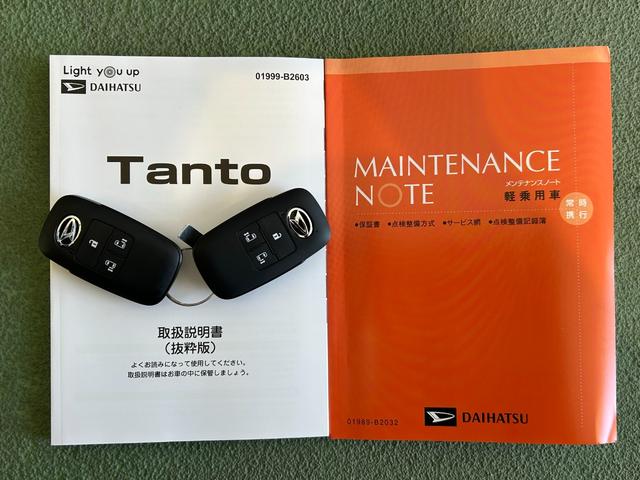 Light you up
DAIHATSU
01999-B2603
Tanto
取扱説明書
(抜粋版)
よくお読みになって使用してください。
取扱説明書はお車の中に保管しましょう。
MAINTENANCE
NOTE
メンテナンスノート
軽乗用車
常時
携行
●保証書 ●点検整備方式 ●サービス網 ●点検整備記録簿
01989-B2032
DAIHATSU